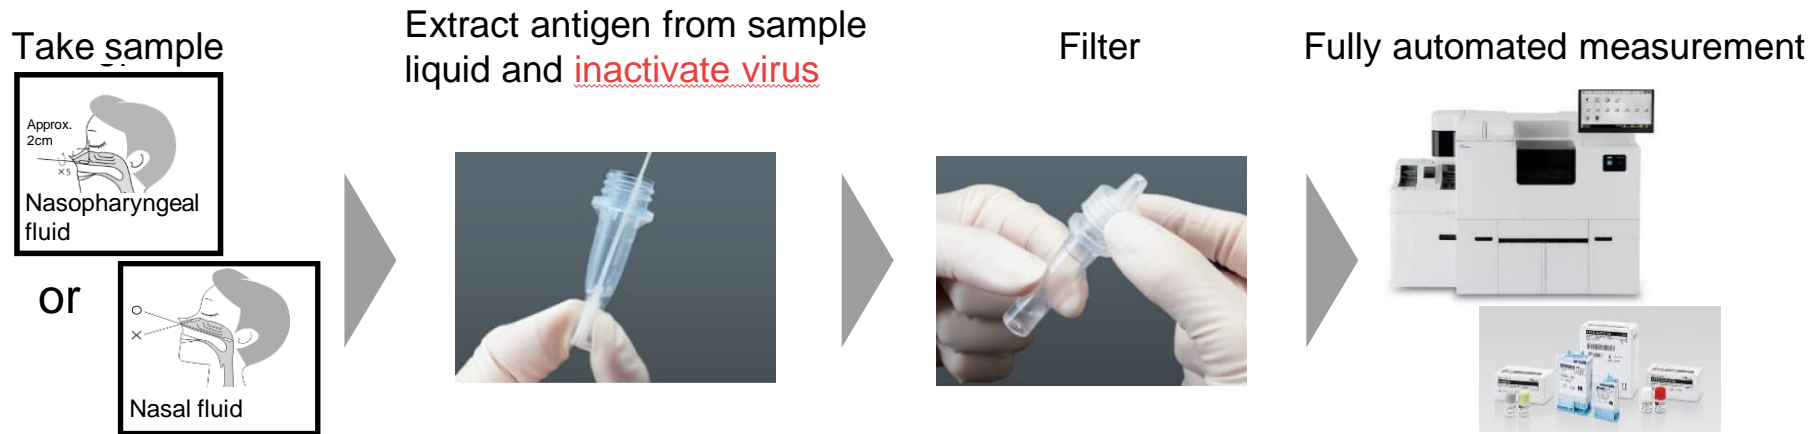 Take sample
Approx.
2cm
×5
Nasopharyngeal
fluid
or
○
×
Nasal fluid
Extract antigen from sample
liquid and inactivate virus
Filter
Fully automated measurement